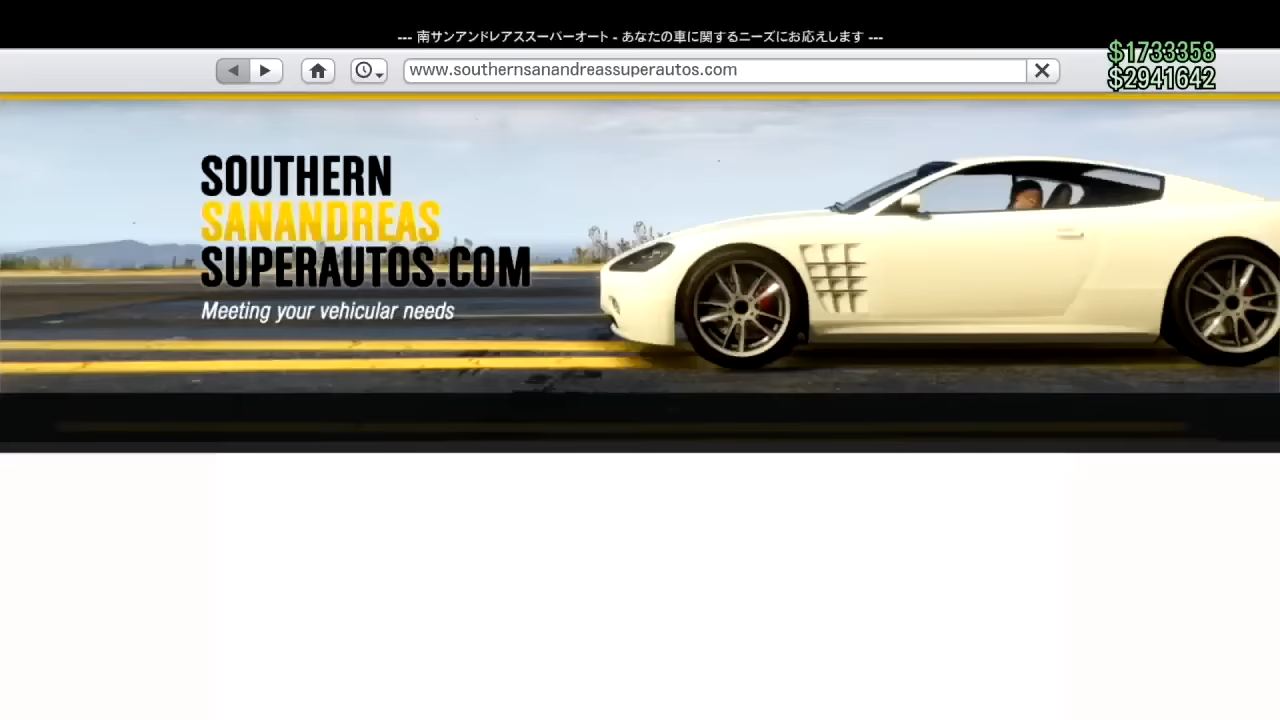 --- 南サンアンドレアススーパーオート - あなたの車に関するニーズにお応えします ---
www.southernsanandreassuperautos.com
$1733358
$2941642
SOUTHERN
SANANDREAS
SUPERAUTOS.COM
Meeting your vehicular needs